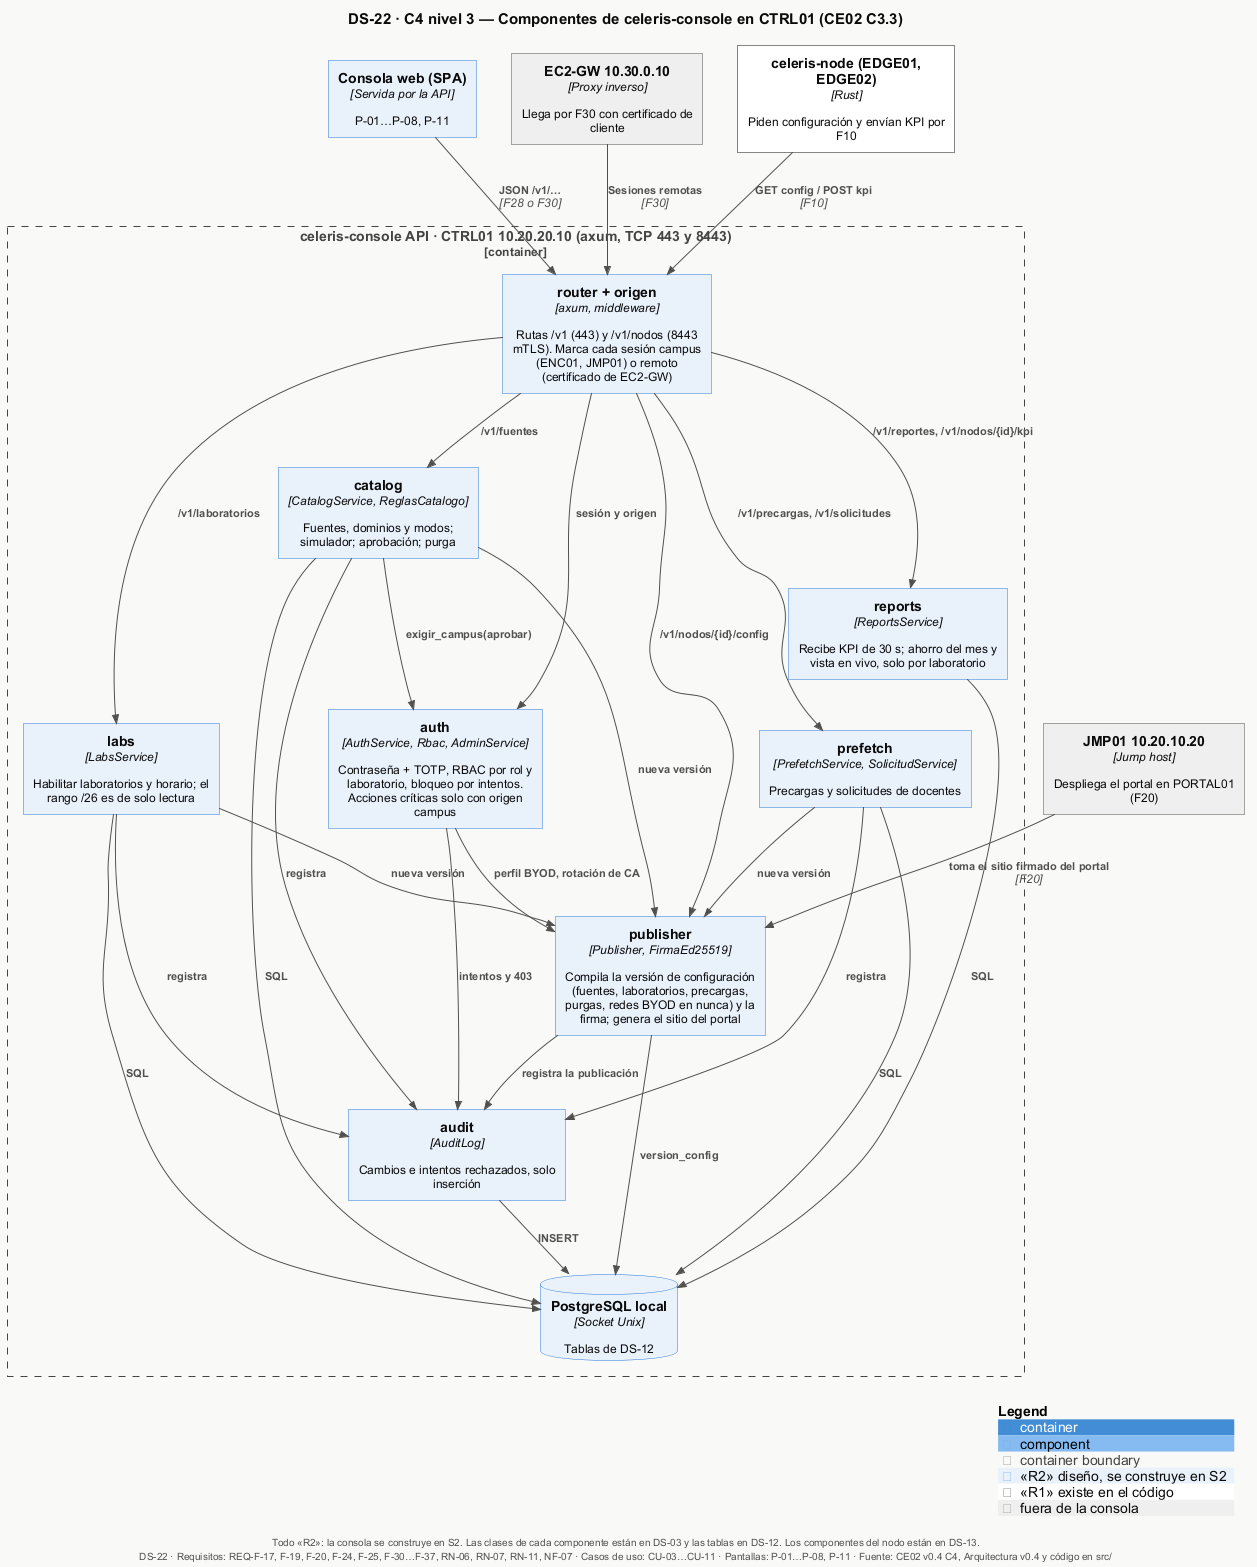 DS-22 · C4 nivel 3 — Componentes de celeris-console en CTRL01 (CE02 C3.3)
Consola web (SPA)
[Servida por la API]
P-01…P-08, P-11
EC2-GW 10.30.0.10
[Proxy inverso]
Llega por F30 con certificado de
cliente
celeris-node (EDGE01,
EDGE02)
[Rust]
Piden configuración y envían KPI por
F10
JSON /v1/…
[F28 o F30]
Sesiones remotas
[F30]
GET config / POST kpi
[F10]
celeris-console API · CTRL01 10.20.20.10 (axum, TCP 443 y 8443)
[container]
router + origen
[axum, middleware]
Rutas /v1 (443) y /v1/nodos (8443
mTLS). Marca cada sesión campus
(ENC01, JMP01) o remoto
(certificado de EC2-GW)
/v1/fuentes
/v1/reportes, /v1/nodos/{id}/kpi
catalog
[CatalogService, ReglasCatalogo]
Fuentes, dominios y modos;
simulador; aprobación; purga
/v1/laboratorios
sesión y origen
/v1/precargas, /v1/solicitudes
reports
[ReportsService]
Recibe KPI de 30 s; ahorro del mes y
vista en vivo, solo por laboratorio
exigir_campus(aprobar)
/v1/nodos/{id}/config
labs
[LabsService]
Habilitar laboratorios y horario; el
rango /26 es de solo lectura
auth
[AuthService, Rbac, AdminService]
Contraseña + TOTP, RBAC por rol y
laboratorio, bloqueo por intentos.
Acciones críticas solo con origen
campus
nueva versión
prefetch
[PrefetchService, SolicitudService]
Precargas y solicitudes de docentes
JMP01 10.20.10.20
[Jump host]
Despliega el portal en PORTAL01
(F20)
registra
nueva versión
perfil BYOD, rotación de CA
nueva versión
toma el sitio firmado del portal
[F20]
publisher
[Publisher, FirmaEd25519]
Compila la versión de configuración
(fuentes, laboratorios, precargas,
purgas, redes BYOD en nunca) y la
firma; genera el sitio del portal
registra
SQL
intentos y 403
registra
SQL
SQL
registra la publicación
SQL
audit
[AuditLog]
Cambios e intentos rechazados, solo
inserción
version_config
INSERT
PostgreSQL local
[Socket Unix]
Tablas de DS-12
Legend
container
component
container boundary
«R2» diseño, se construye en S2
«R1» existe en el código
fuera de la consola
Todo «R2»: la consola se construye en S2. Las clases de cada componente están en DS-03 y las tablas en DS-12. Los componentes del nodo están en DS-13.
DS-22 · Requisitos: REQ-F-17, F-19, F-20, F-24, F-25, F-30…F-37, RN-06, RN-07, RN-11, NF-07 · Casos de uso: CU-03…CU-11 · Pantallas: P-01…P-08, P-11 · Fuente: CE02 v0.4 C4, Arquitectura v0.4 y código en src/